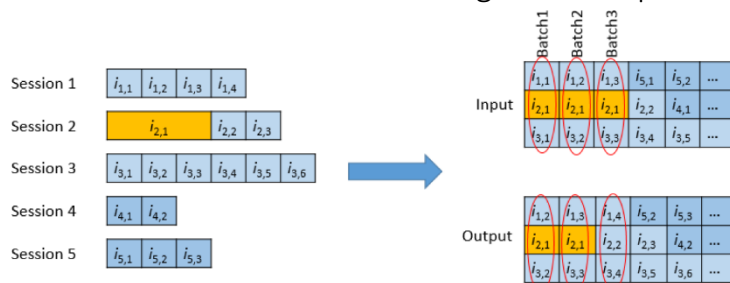 Batch1 Batch2 Batch3
Session 1 i1,1 i1,2 i1,3 i1,4
Session 2 i2,1 i2,2 i2,3
Session 3 i3,1 i3,2 i3,3 i3,4 i3,5 i3,6
Session 4 i4,1 i4,2
Session 5 i5,1 i5,2 i5,3
Input
i1,1 i1,2 i1,3 i5,1 i5,2 ...
i2,1 i2,1 i2,1 i2,2 i4,1 ...
i3,1 i3,2 i3,3 i3,4 i3,5 ...
Output
i1,2 i1,3 i1,4 i5,2 i5,3 ...
i2,1 i2,1 i2,2 i2,3 i4,2 ...
i3,2 i3,3 i3,4 i3,5 i3,6 ...